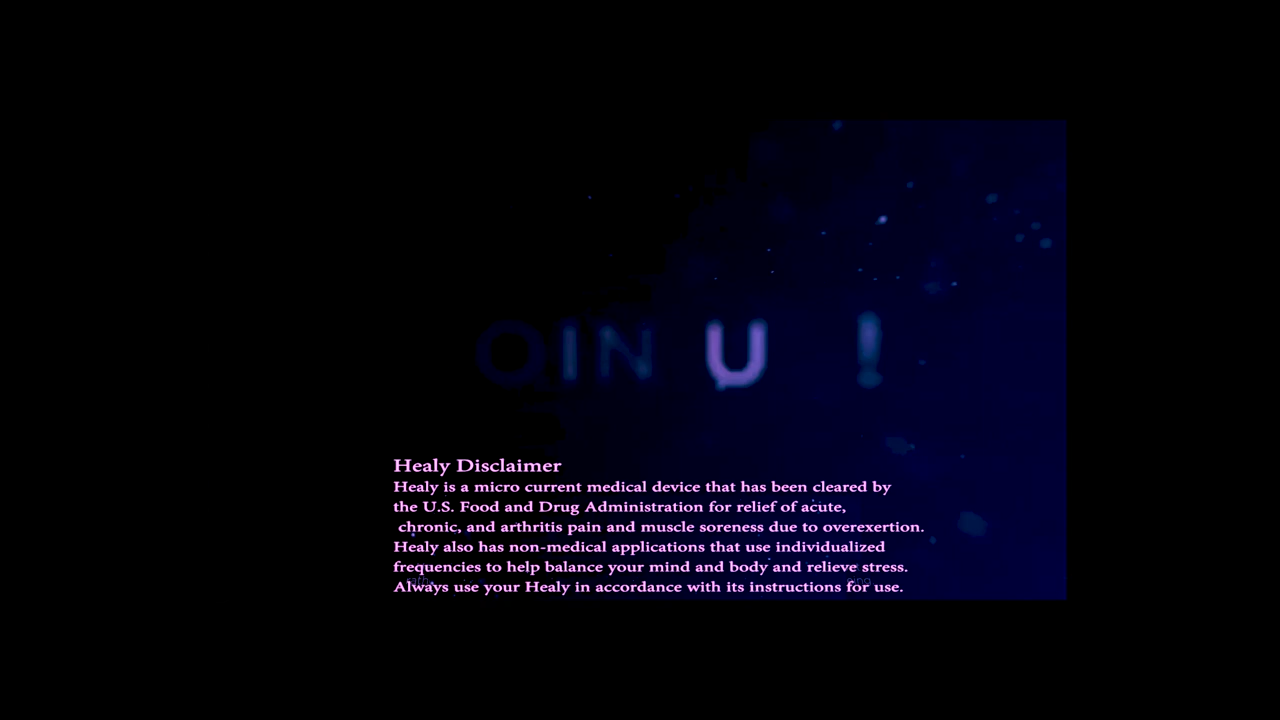 OIN U !
Healy Disclaimer
Healy is a micro current medical device that has been cleared by
the U.S. Food and Drug Administration for relief of acute,
chronic, and arthritis pain and muscle soreness due to overexertion.
Healy also has non-medical applications that use individualized
frequencies to help balance your mind and body and relieve stress.
Always use your Healy in accordance with its instructions for use.